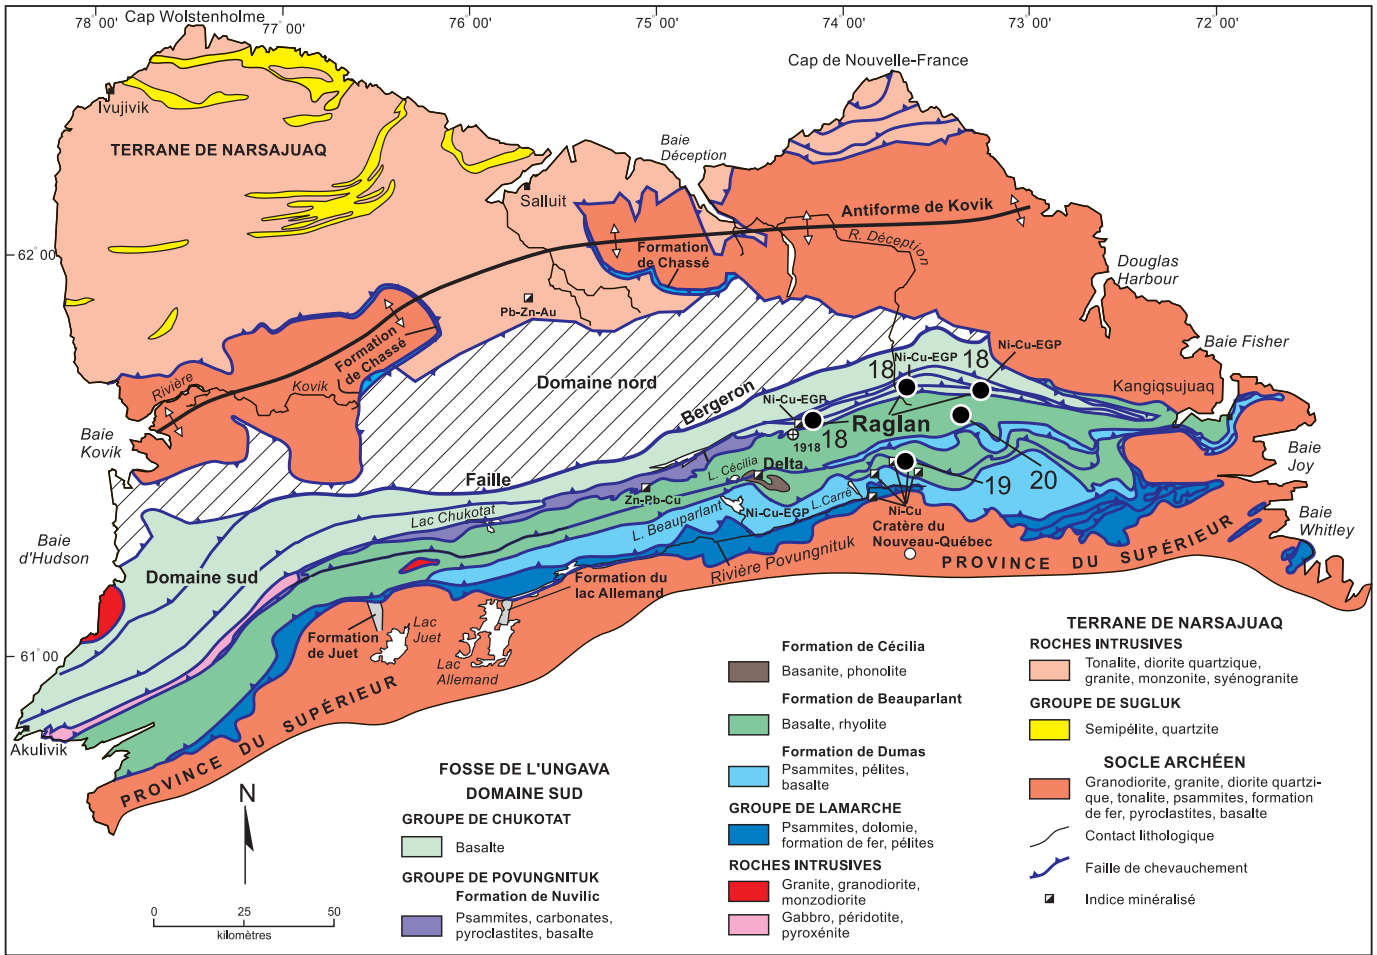 78° 00'
77° 00'
76° 00'
75° 00'
74° 00'
73° 00'
72° 00'
Cap Wolstenholme
Cap de Nouvelle-France
Ivujivik
TERRANE DE NARSAJUAQ
Baie
Déception
Salluit
Antiforme de Kovik
R. Déception
Formation
de Chassé
62° 00'
Douglas
Harbour
Pb-Zn-Au
Formation
de Chassé
Rivière
Kovik
Baie
Kovik
Domaine nord
Baie Fisher
Kangiqsujuaq
Ni-Cu-EGP
Ni-Cu-EGP
18
18
Bergeron
Ni-Cu-EGP
Raglan
18
1918
Faille
L. Cécilia
Delta
Baie
Joy
Zn-Pb-Cu
Lac Chukotat
L. Beauparlant
Ni-Cu-EGP
L. Carré
19
20
Ni-Cu
Cratère du
Nouveau-Québec
Baie
Whitley
Baie
d'Hudson
Rivière Povungnituk
PROVINCE DU SUPÉRIEUR
Domaine sud
Formation du
lac Allemand
Formation
de Juet
Lac
Juet
Lac
Allemand
61° 00'
Akulivik
PROVINCE DU SUPÉRIEUR
N
0 25 50
kilomètres
FOSSE DE L'UNGAVA
DOMAINE SUD
GROUPE DE CHUKOTAT
Basalte
GROUPE DE POVUNGNITUK
Formation de Nuvilic
Psammites, carbonates,
pyroclastites, basalte
Formation de Cécilia
Basanite, phonolite
Formation de Beauparlant
Basalte, rhyolite
Formation de Dumas
Psammites, pélites,
basalte
GROUPE DE LAMARCHE
Psammites, dolomie,
formation de fer, pélites
ROCHES INTRUSIVES
Granite, granodiorite,
monzodiorite
Gabbro, péridotite,
pyroxénite
TERRANE DE NARSAJUAQ
ROCHES INTRUSIVES
Tonalite, diorite quartzique,
granite, monzonite, syénogranite
GROUPE DE SUGLUK
Semipélite, quartzite
SOCLE ARCHÉEN
Granodiorite, granite, diorite quartzi-
que, tonalite, psammites, formation
de fer, pyroclastites, basalte
Contact lithologique
Faille de chevauchement
Indice minéralisé